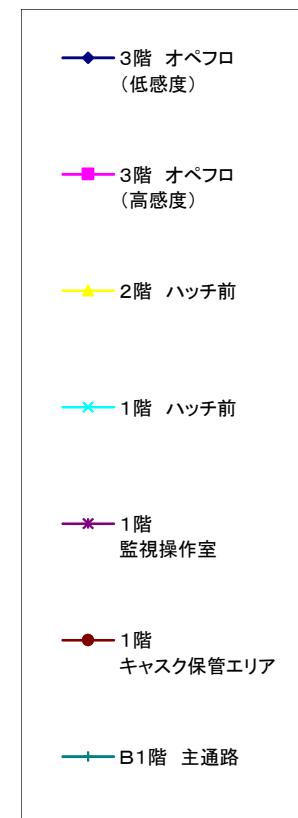 3階　オペフロ
(低感度)
3階　オペフロ
(高感度)
2階　ハッチ前
1階　ハッチ前
1階
監視操作室
1階
キャスク保管エリア
B1階　主通路